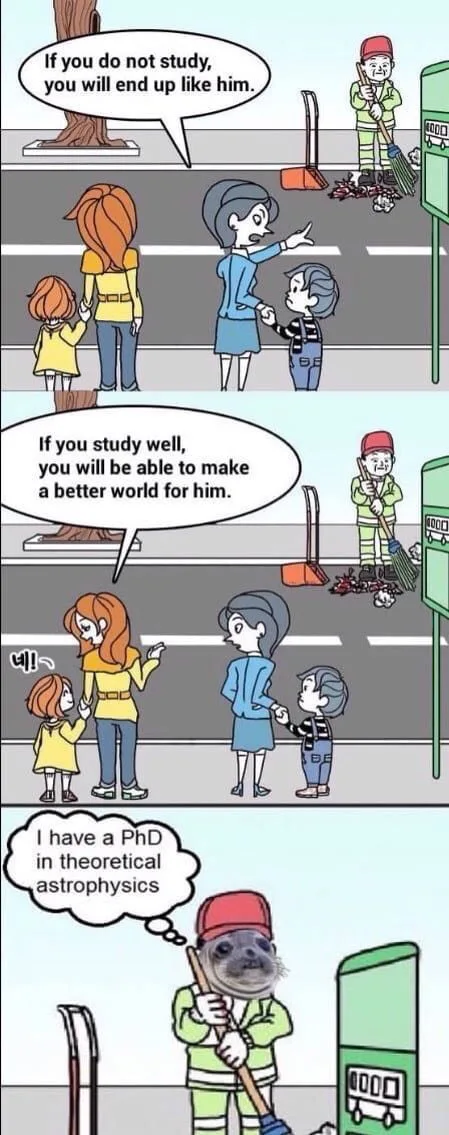 If you do not study,
you will end up like him.
If you study well,
you will be able to make
a better world for him.
네!
I have a PhD
in theoretical
astrophysics